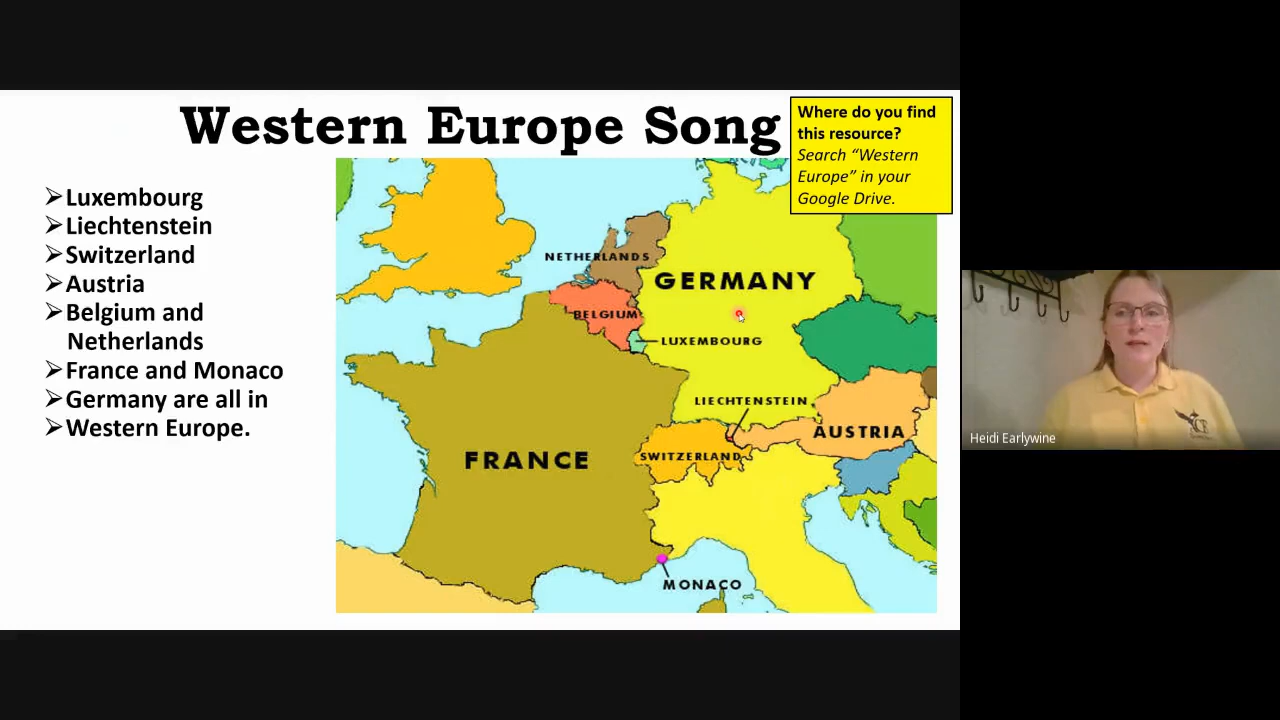 Western Europe Song
Where do you find
this resource?
Search “Western
Europe” in your
Google Drive.
➢Luxembourg
➢Liechtenstein
➢Switzerland
➢Austria
➢Belgium and
Netherlands
➢France and Monaco
➢Germany are all in
➢Western Europe.
NETHERLANDS
GERMANY
BELGIUM
LUXEMBOURG
LIECHTENSTEIN
AUSTRIA
SWITZERLAND
FRANCE
MONACO
Heidi Earlywine